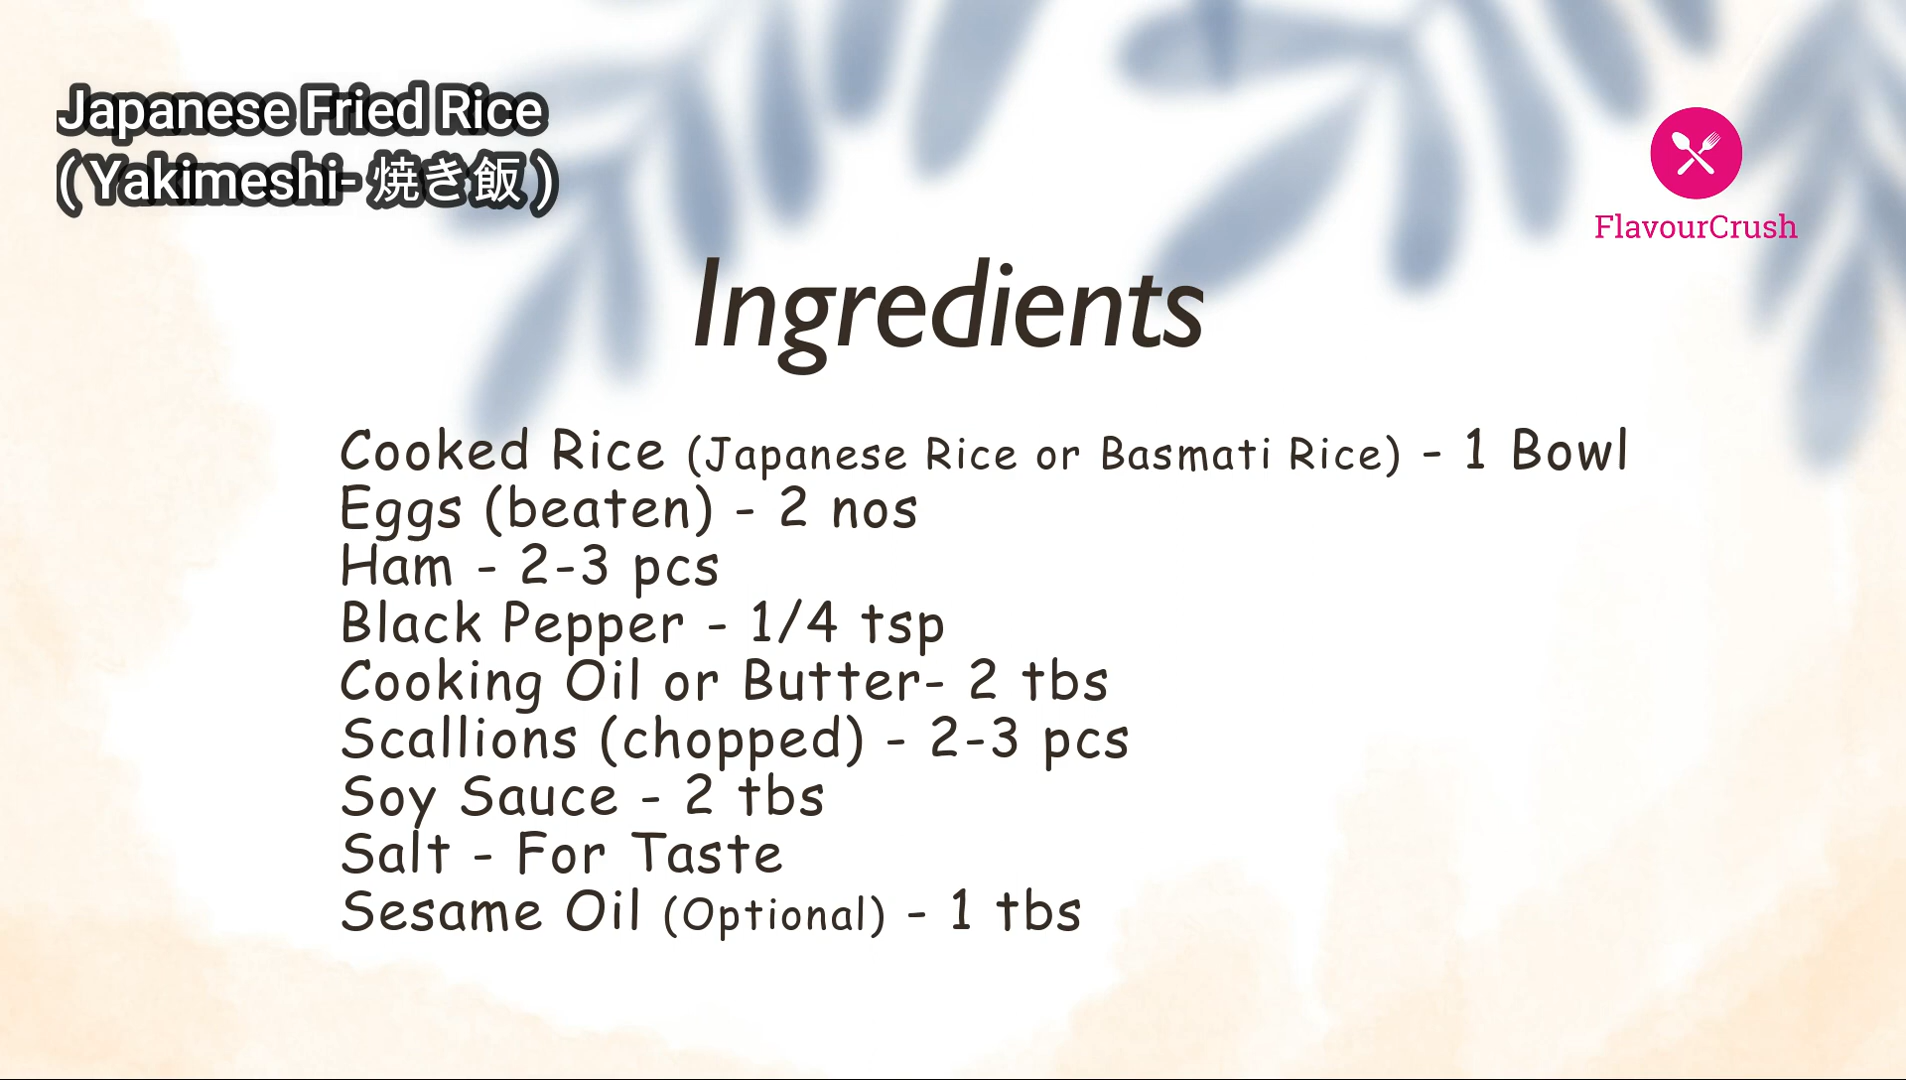 Japanese Fried Rice
( Yakimeshi- 焼き飯 )
FlavourCrush
Ingredients
Cooked Rice (Japanese Rice or Basmati Rice) - 1 Bowl
Eggs (beaten) - 2 nos
Ham - 2-3 pcs
Black Pepper - 1/4 tsp
Cooking Oil or Butter- 2 tbs
Scallions (chopped) - 2-3 pcs
Soy Sauce - 2 tbs
Salt - For Taste
Sesame Oil (Optional) - 1 tbs